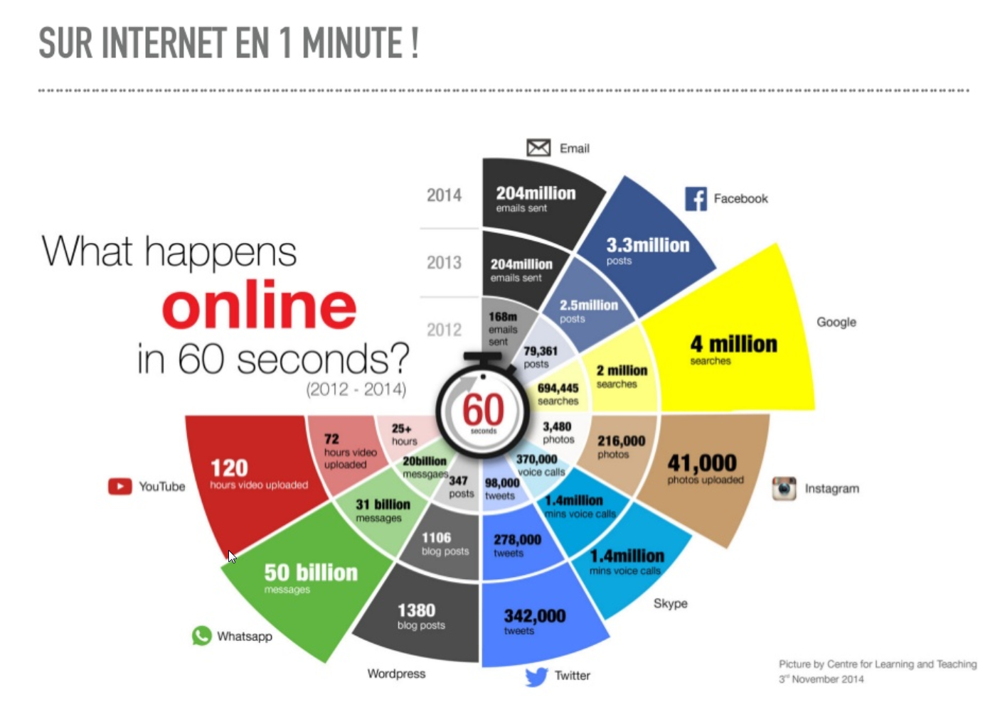 SUR INTERNET EN 1 MINUTE !
What happens
online
in 60 seconds?
(2012 - 2014)
2014
2013
2012
Email
204million
emails sent
204million
emails sent
168m
emails
sent
Facebook
3.3million
posts
2.5million
posts
79,361
posts
Google
4 million
searches
2 million
searches
694,445
searches
60
seconds
Instagram
41,000
photos uploaded
216,000
photos
3,480
photos
Skype
1.4million
mins voice calls
1.4million
mins voice calls
370,000
voice calls
Twitter
342,000
tweets
278,000
tweets
98,000
tweets
Wordpress
1380
blog posts
1106
blog posts
347
posts
Whatsapp
50 billion
messages
31 billion
messages
20billion
messgaes
YouTube
120
hours video uploaded
72
hours video
uploaded
25+
hours
Picture by Centre for Learning and Teaching
3rd November 2014